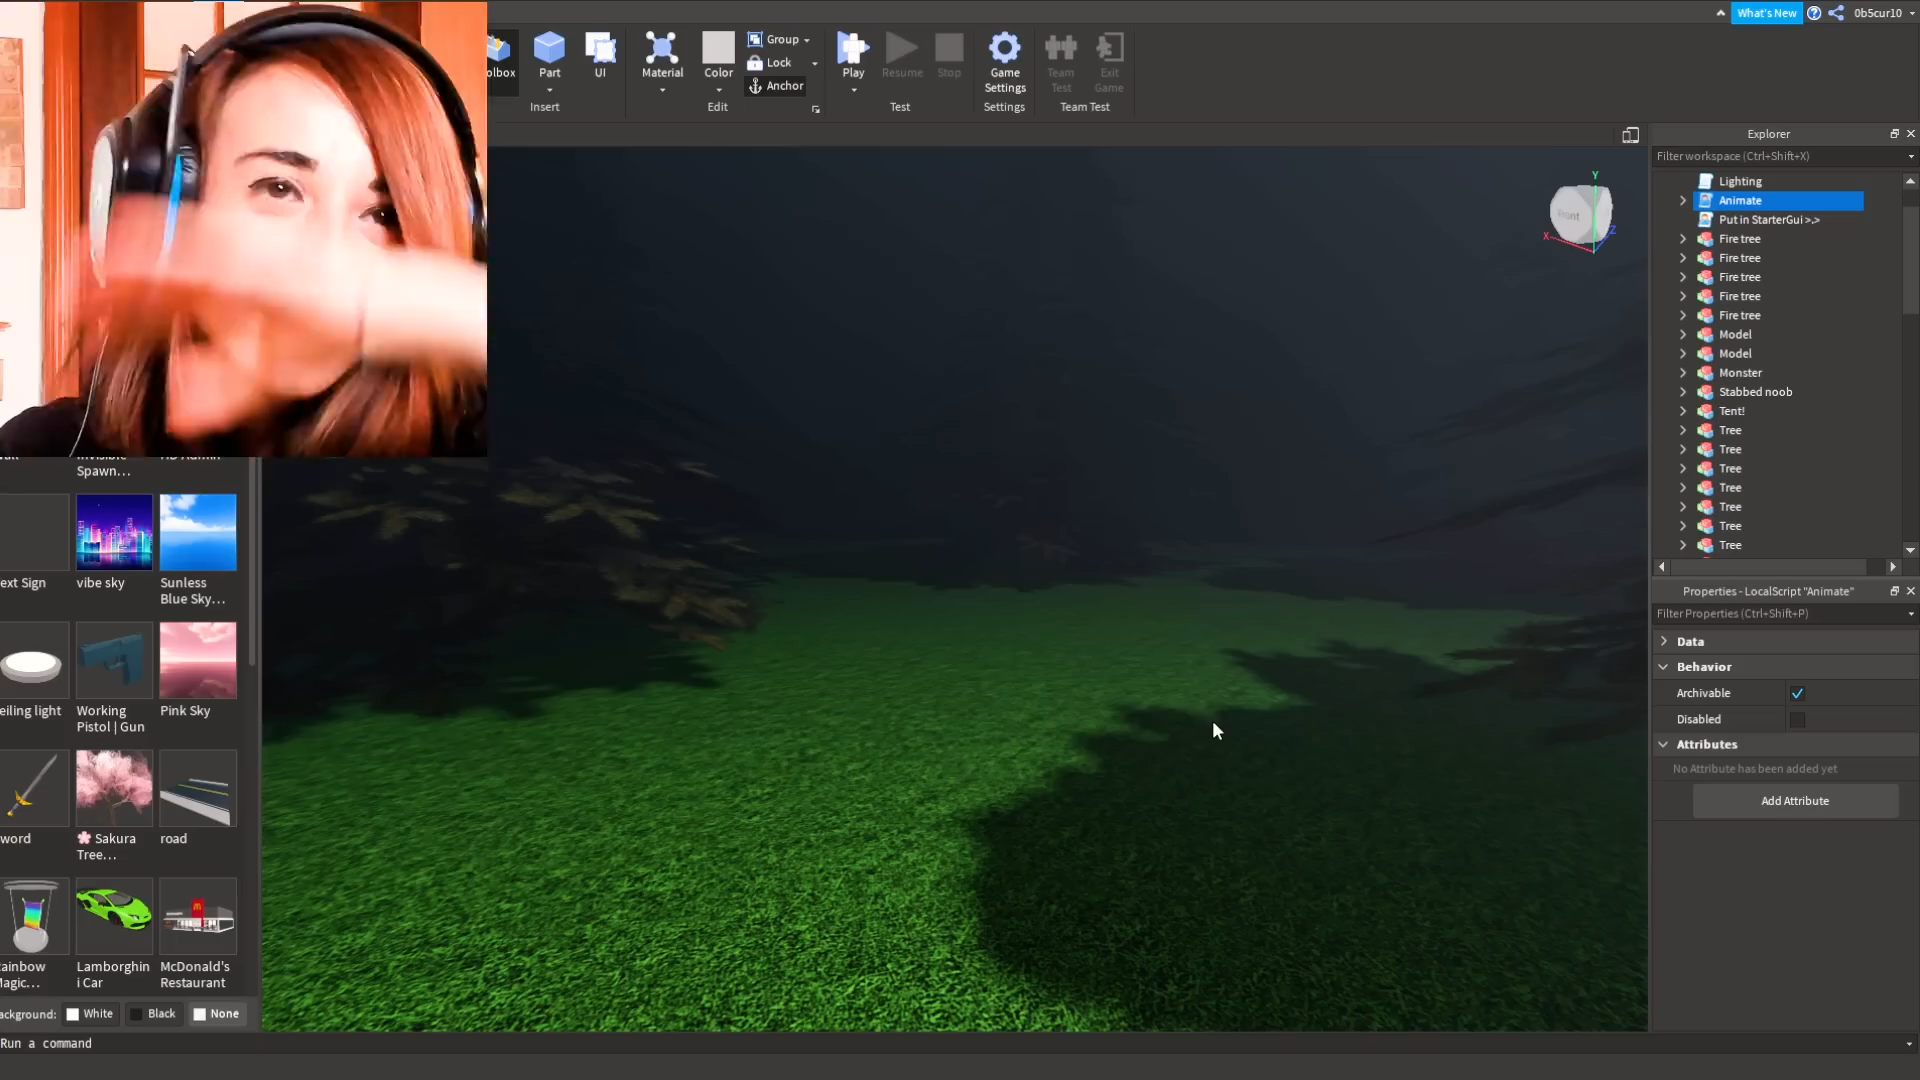 What's New
0b5cur10
Group
Lock
Anchor
olbox
Part
UI
Material
Color
Play
Resume
Stop
Game
Settings
Team
Test
Exit
Game
Insert
Edit
Test
Settings
Team Test
Explorer
Filter workspace (Ctrl+Shift+X)
Lighting
Animate
Put in StarterGui >.>
Fire tree
Fire tree
Fire tree
Fire tree
Fire tree
Model
Model
Monster
Stabbed noob
Tent!
Tree
Tree
Tree
Tree
Tree
Tree
Tree
Front
X
Y
Z
Properties - LocalScript "Animate"
Filter Properties (Ctrl+Shift+P)
Data
Behavior
Archivable
Disabled
Attributes
No Attribute has been added yet
Add Attribute
Spawn...
ext Sign
vibe sky
Sunless
Blue Sky...
eiling light
Working
Pistol | Gun
Pink Sky
word
Sakura
Tree...
road
ainbow
Magic...
Lamborghin
i Car
McDonald's
Restaurant
ackground:
White
Black
None
Run a command